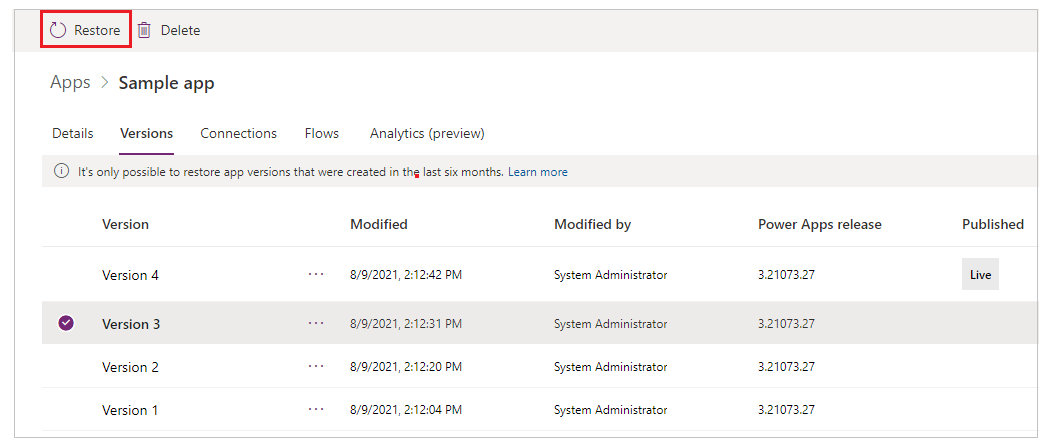 Restore Delete
Apps > Sample app
Details Versions Connections Flows Analytics (preview)
It's only possible to restore app versions that were created in the last six months. Learn more
Version Modified Modified by Power Apps release Published
Version 4 ... 8/9/2021, 2:12:42 PM System Administrator 3.21073.27 Live
Version 3 ... 8/9/2021, 2:12:31 PM System Administrator 3.21073.27
Version 2 ... 8/9/2021, 2:12:20 PM System Administrator 3.21073.27
Version 1 ... 8/9/2021, 2:12:04 PM System Administrator 3.21073.27